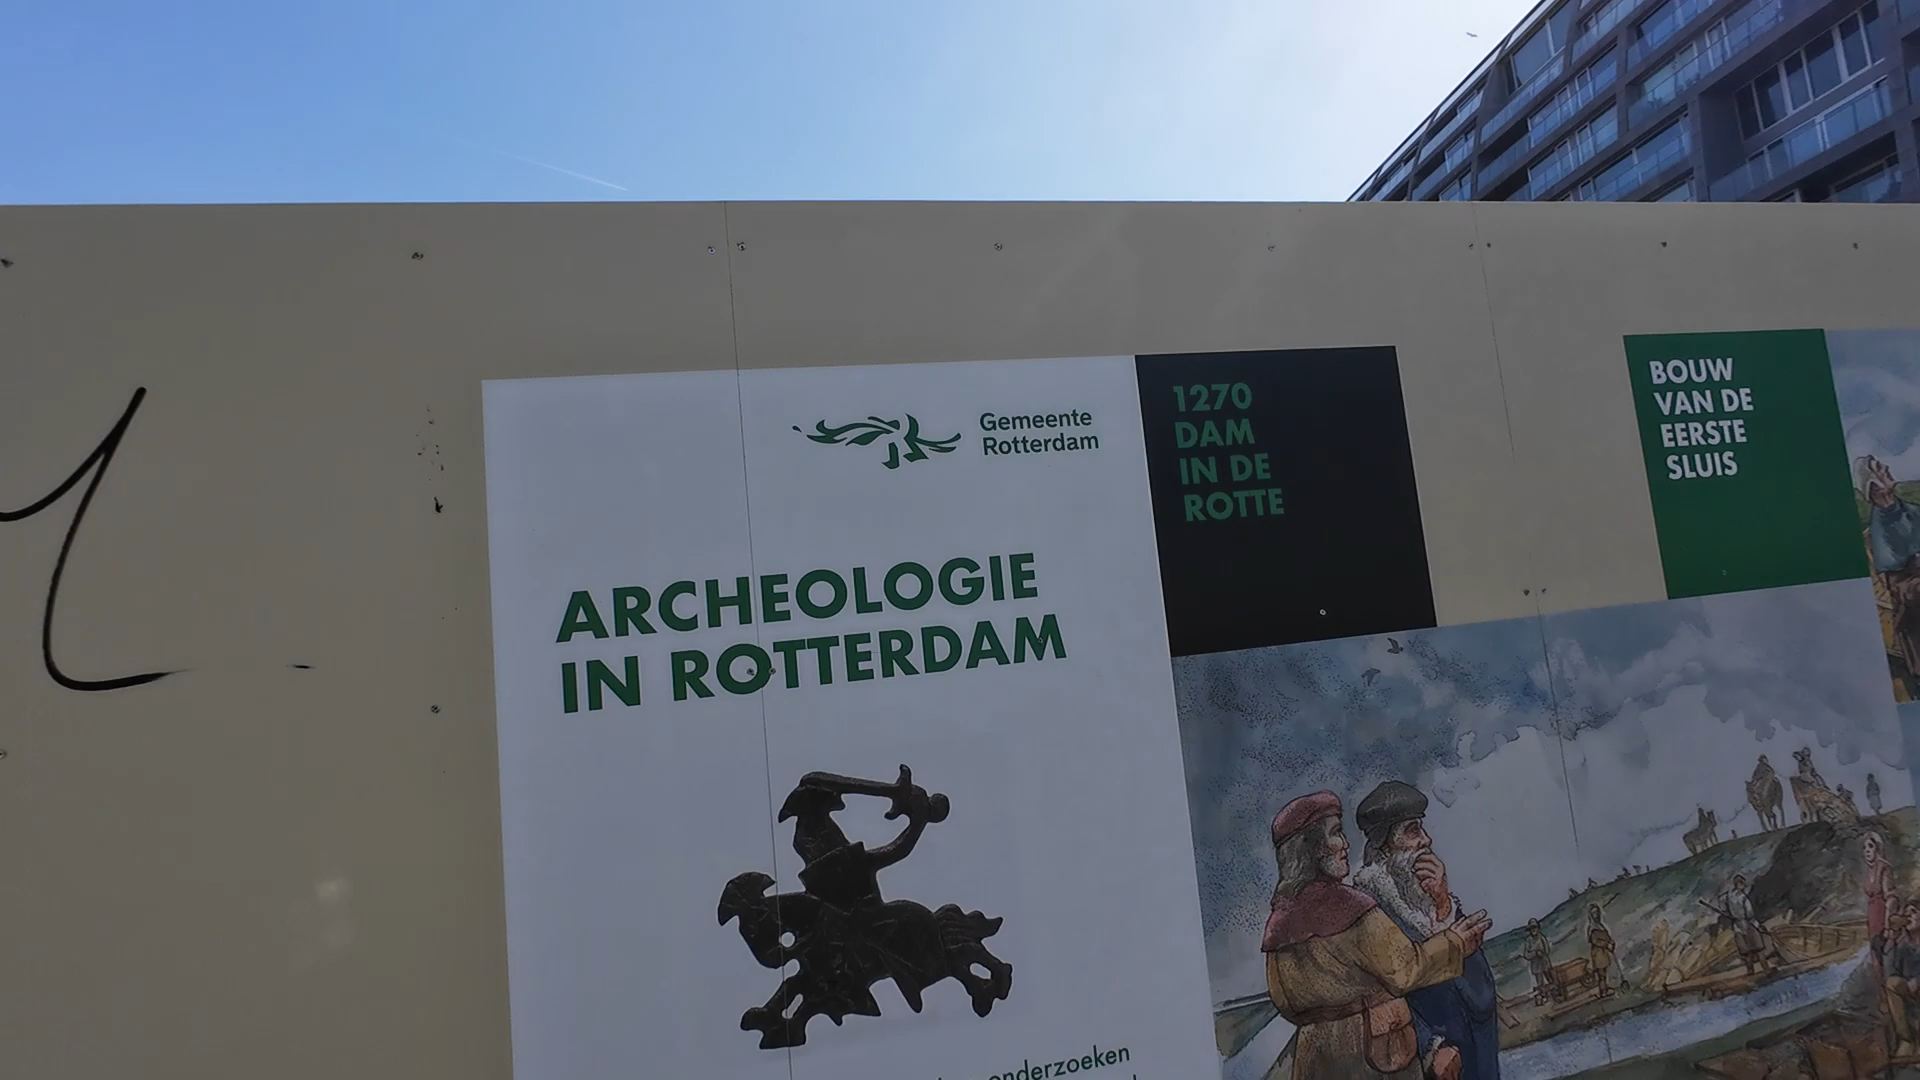 Gemeente
Rotterdam
ARCHEOLOGIE
IN ROTTERDAM
onderzoeken
1270
DAM
IN DE
ROTTE
BOUW
VAN DE
EERSTE
SLUIS